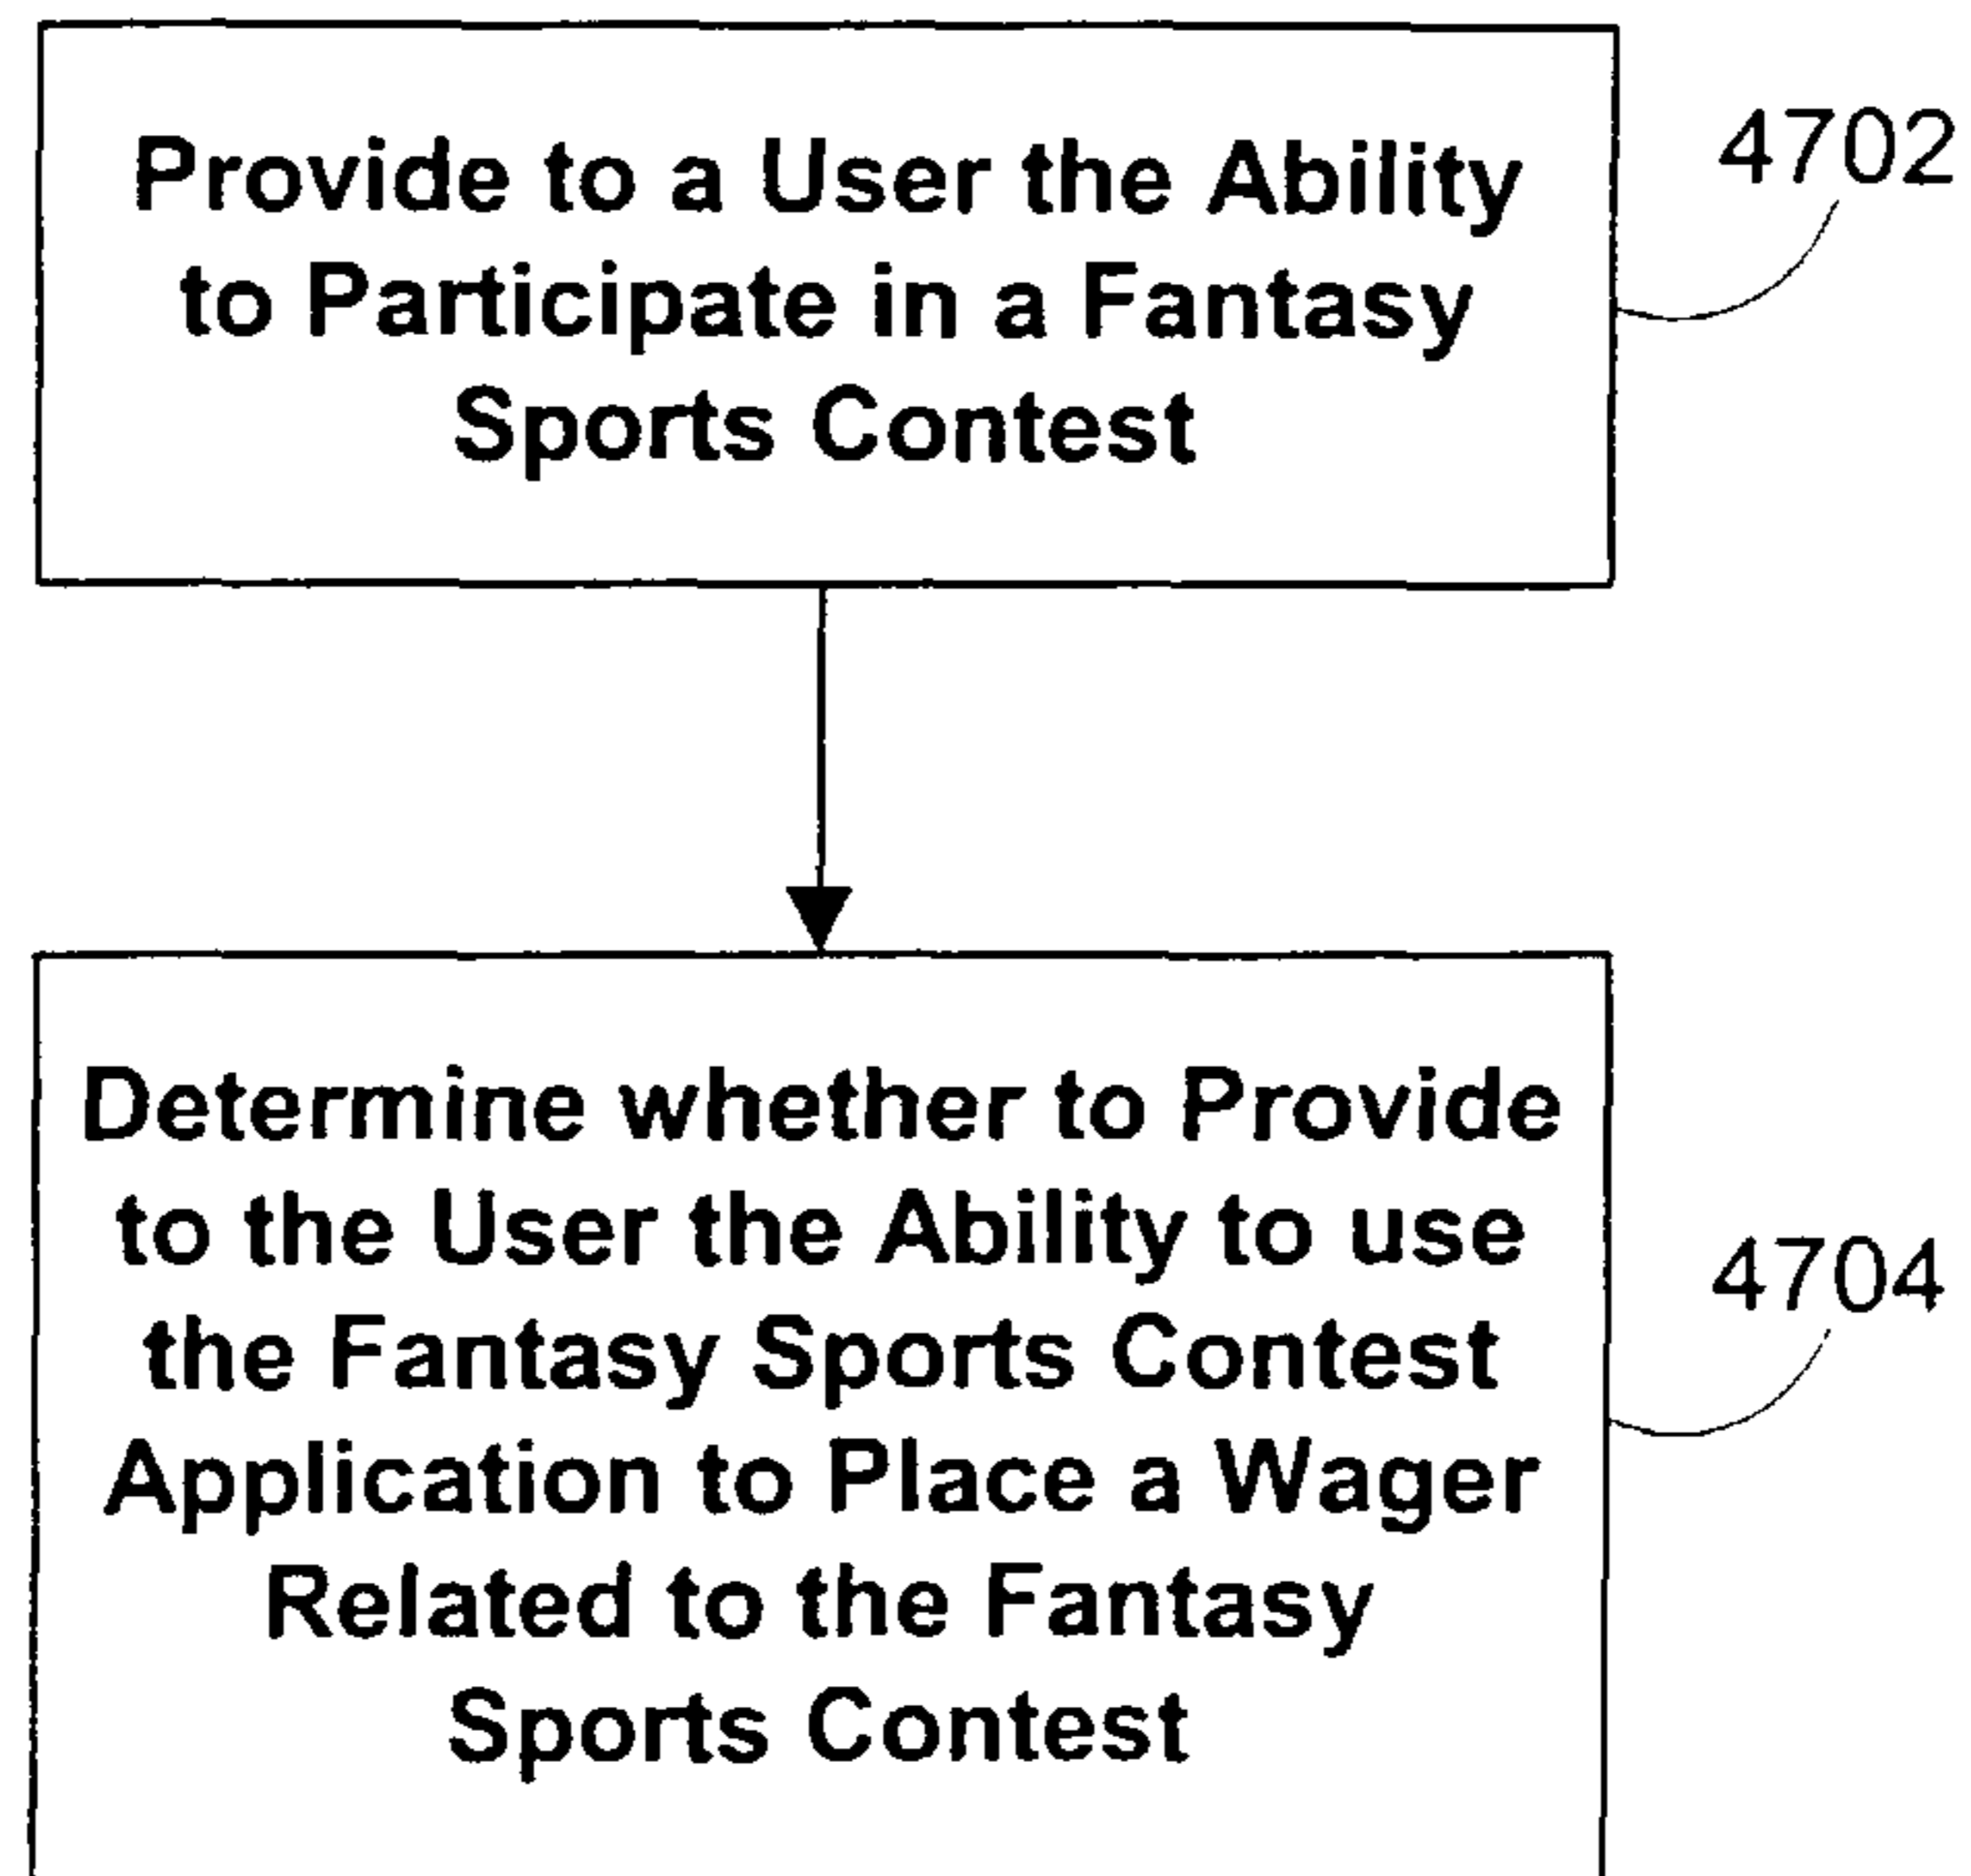 Provide to a User the Ability
to Participate in a Fantasy
Sports Contest
4702
Determine whether to Provide
to the User the Ability to use
the Fantasy Sports Contest
Application to Place a Wager
Related to the Fantasy
Sports Contest
4704